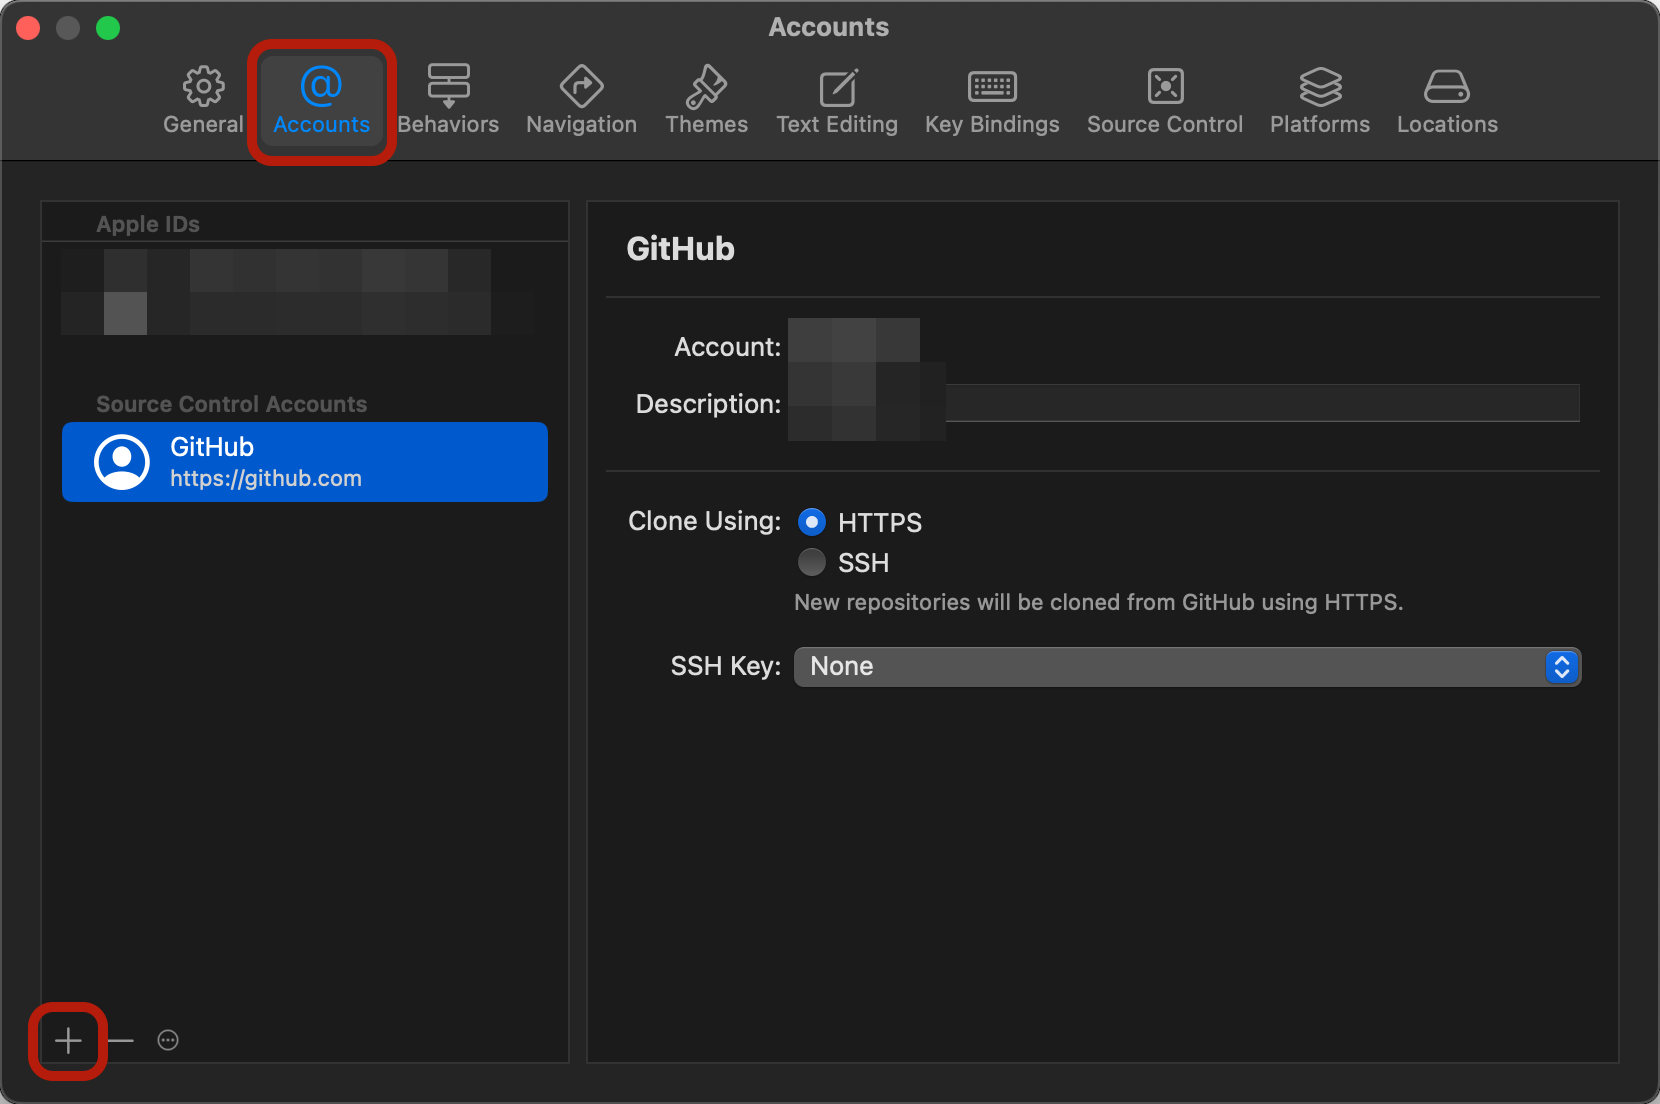 Accounts
General
Accounts
Behaviors
Navigation
Themes
Text Editing
Key Bindings
Source Control
Platforms
Locations
Apple IDs
Source Control Accounts
GitHub
https://github.com
GitHub
Account:
Description:
Clone Using:
HTTPS
SSH
New repositories will be cloned from GitHub using HTTPS.
SSH Key:
None